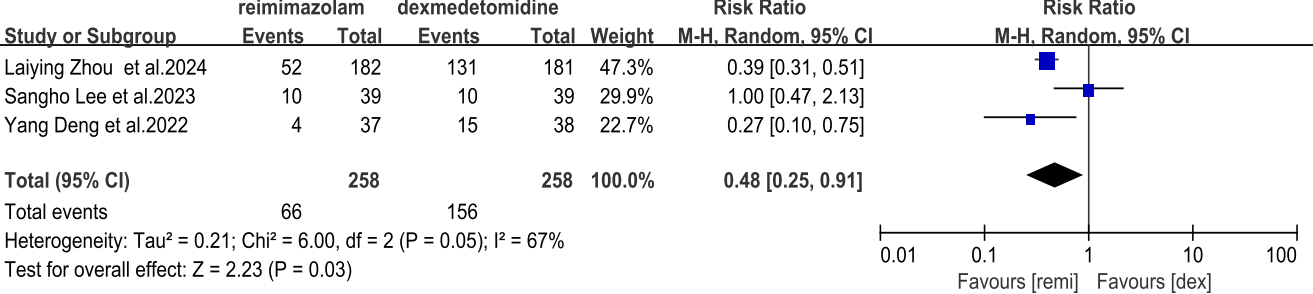 reimimazolam dexmedetomidine Risk Ratio Risk Ratio
Study or Subgroup Events Total Events Total Weight M-H, Random, 95% CI M-H, Random, 95% CI
Laiying Zhou et al.2024 52 182 131 181 47.3% 0.39 [0.31, 0.51]
Sangho Lee et al.2023 10 39 10 39 29.9% 1.00 [0.47, 2.13]
Yang Deng et al.2022 4 37 15 38 22.7% 0.27 [0.10, 0.75]
Total (95% CI) 258 258 100.0% 0.48 [0.25, 0.91]
Total events 66 156
Heterogeneity: Tau² = 0.21; Chi² = 6.00, df = 2 (P = 0.05); I² = 67%
Test for overall effect: Z = 2.23 (P = 0.03)
0.01 0.1 1 10 100
Favours [remi] Favours [dex]